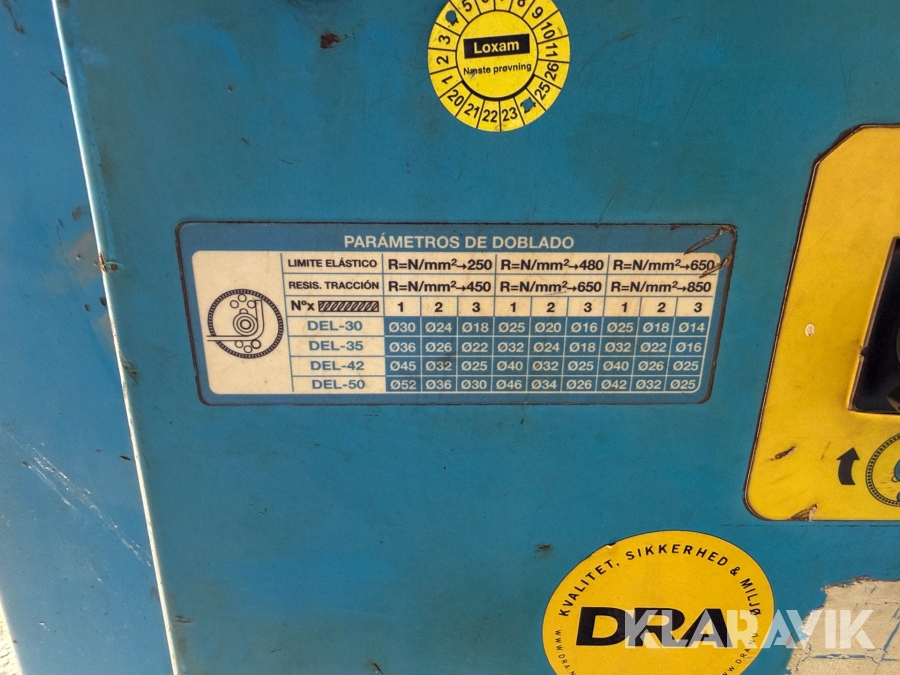 3 4 5 6 7 8 9 10 11
2 Loxam 26
1 Næste prøvning 25
20 21 22 23
PARÁMETROS DE DOBLADO
LIMITE ELÁSTICO R=N/mm²→250 R=N/mm²→480 R=N/mm²→650
RESIS. TRACCIÓN R=N/mm²→450 R=N/mm²→650 R=N/mm²→850
Nºx 1 2 3 1 2 3 1 2 3
DEL-30 Ø30 Ø24 Ø18 Ø25 Ø20 Ø16 Ø25 Ø18 Ø14
DEL-35 Ø36 Ø26 Ø22 Ø32 Ø24 Ø18 Ø32 Ø22 Ø16
DEL-42 Ø45 Ø32 Ø25 Ø40 Ø32 Ø25 Ø40 Ø26 Ø25
DEL-50 Ø52 Ø36 Ø30 Ø46 Ø34 Ø26 Ø42 Ø32 Ø25
KVALITET, SIKKERHED & MILJØ
DRA
KLARAVIK